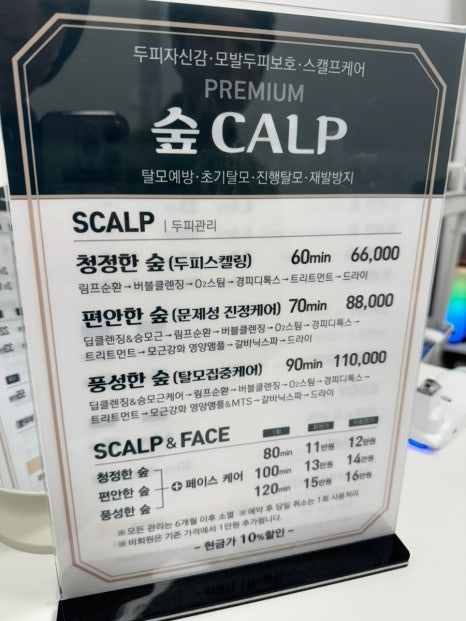 두피자신감·모발두피보호·스캘프케어
PREMIUM
숲 CALP
탈모예방·초기탈모·진행탈모·재발방지
SCALP | 두피관리
청정한 숲 (두피스켈링) 60min 66,000
림프순환→버블클렌징→O₂스팀→경피디톡스→트리트먼트→드라이
편안한 숲 (문제성 진정케어) 70min 88,000
딥클렌징&승모근→림프순환→버블클렌징→O₂스팀→경피디톡스→
트리트먼트→모근강화 영양앰플→갈바닉스파→드라이
풍성한 숲 (탈모집중케어) 90min 110,000
딥클렌징&승모근케어→림프순환→버블클렌징→O₂스팀→경피디톡스→
트리트먼트→모근강화 영양앰플&MTS→갈바닉스파→드라이
SCALP & FACE 1회 회원가 비회원가
청정한 숲 80min 11만원 12만원
편안한 숲 + 페이스 케어 100min 13만원 14만원
풍성한 숲 120min 15만원 16만원
※ 모든 관리는 6개월 이후 소멸 ※ 예약 후 당일 취소는 1회 사용처리
※ 비회원은 기존 가격에서 1만원 추가됩니다.
- 현금가 10%할인 -